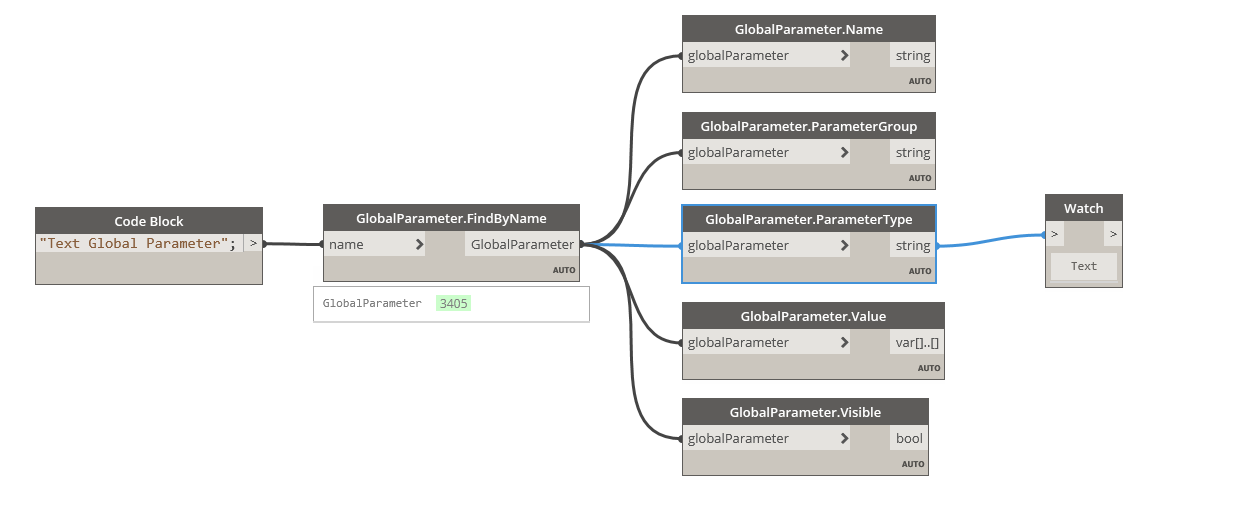 Code Block
"Text Global Parameter"; >
GlobalParameter.FindByName
name > GlobalParameter
AUTO
GlobalParameter 3405
GlobalParameter.Name
globalParameter > string
AUTO
GlobalParameter.ParameterGroup
globalParameter > string
AUTO
GlobalParameter.ParameterType
globalParameter > string
AUTO
GlobalParameter.Value
globalParameter > var[]..[]
AUTO
GlobalParameter.Visible
globalParameter > bool
AUTO
Watch
> >
Text